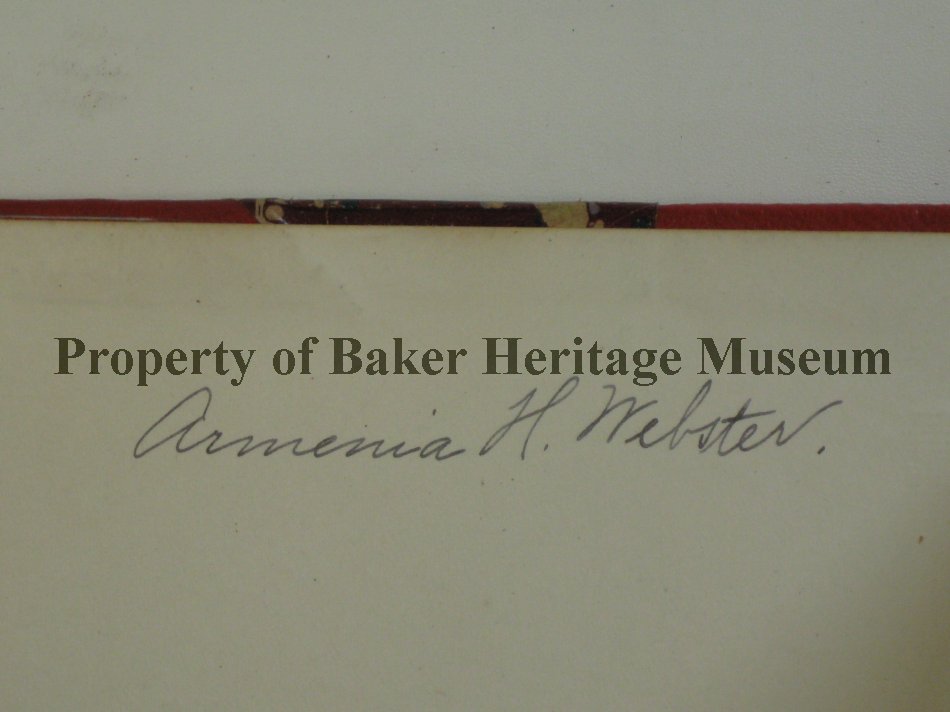 Property of Baker Heritage Museum
Armenia H. Webster.